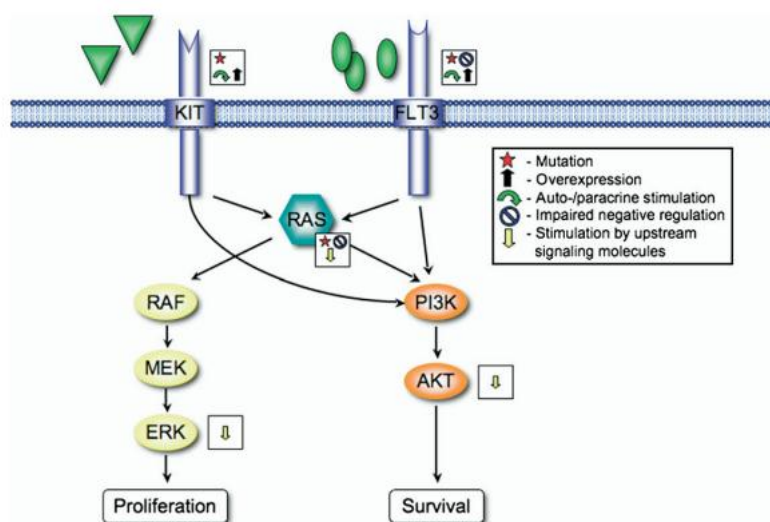 KIT
FLT3
- Mutation
- Overexpression
- Auto-/paracrine stimulation
- Impaired negative regulation
- Stimulation by upstream
signaling molecules
RAS
RAF
PI3K
MEK
AKT
ERK
Proliferation
Survival